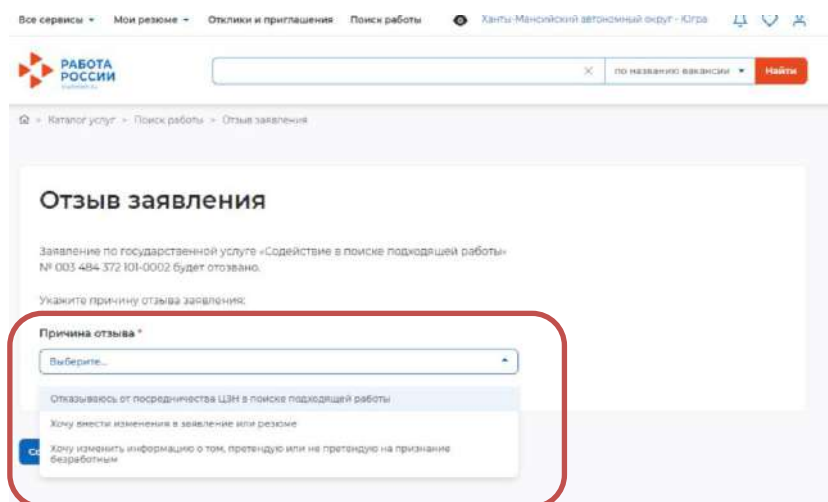 Все сервисы Мои резюме Отклики и приглашения Поиск работы Ханты-Мансийский автономный округ - Югра
РАБОТА
РОССИИ
по названию вакансии Найти
Каталог услуг > Поиск работы > Отзыв заявления
Отзыв заявления
Заявление по государственной услуге «Содействие в поиске подходящей работы»
№ 003 484 372 101-0002 будет отозвано.
Укажите причину отзыва заявления:
Причина отзыва *
Выберите...
Отказываюсь от посредничества ЦЗН в поиске подходящей работы
Хочу внести изменения в заявление или резюме
Хочу изменить информацию о том, претендую или не претендую на признание
безработным